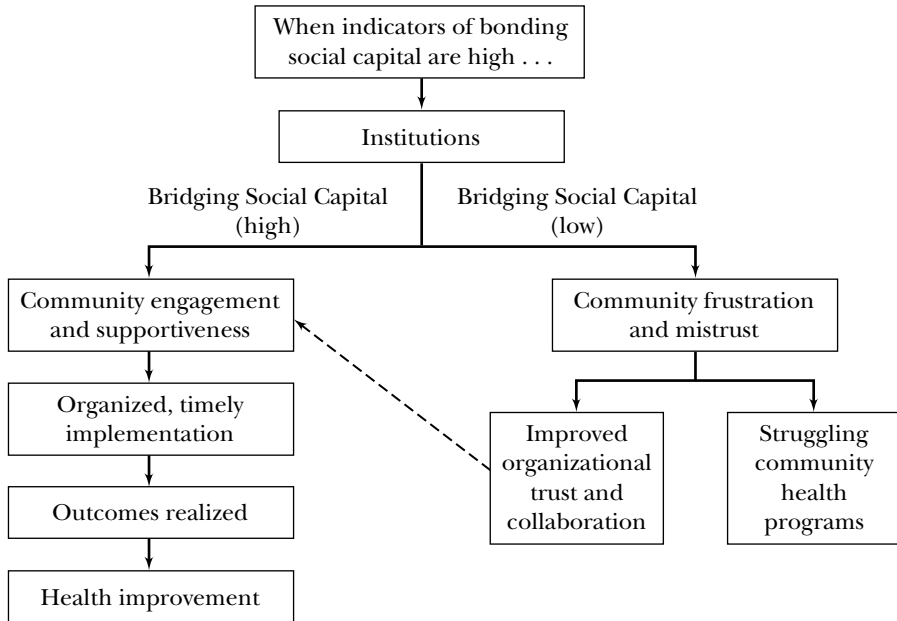 When indicators of bonding
social capital are high . . .
Institutions
Bridging Social Capital
(high)
Bridging Social Capital
(low)
Community engagement
and supportiveness
Community frustration
and mistrust
Organized, timely
implementation
Improved
organizational
trust and
collaboration
Struggling
community
health
programs
Outcomes realized
Health improvement